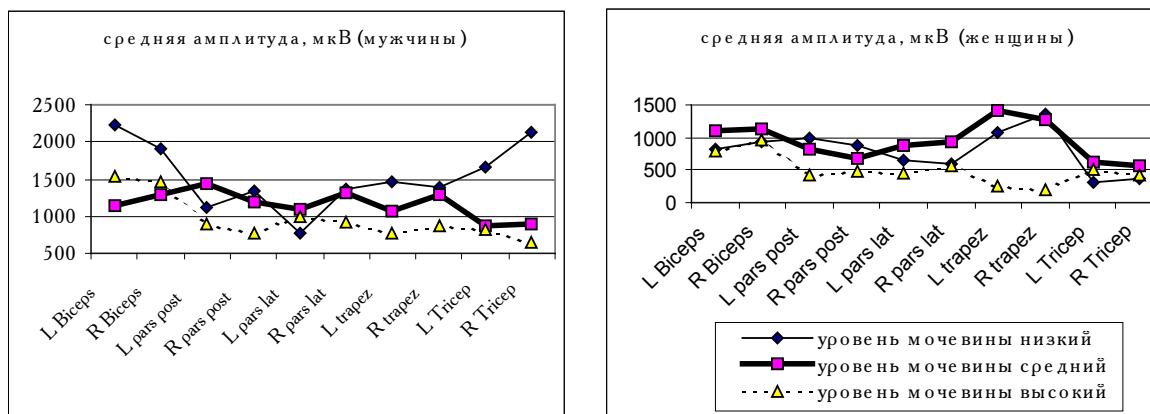 средняя амплитуда, мкВ (мужчины)
2500
2000
1500
1000
500
L Biceps
R Biceps
L pars post
R pars post
L pars lat
R pars lat
L trapez
R trapez
L Tricep
R Tricep
средняя амплитуда, мкВ (женщины)
1500
1000
500
0
L Biceps
R Biceps
L pars post
R pars post
L pars lat
R pars lat
L trapez
R trapez
L Tricep
R Tricep
уровень мочевины низкий
уровень мочевины средний
уровень мочевины высокий